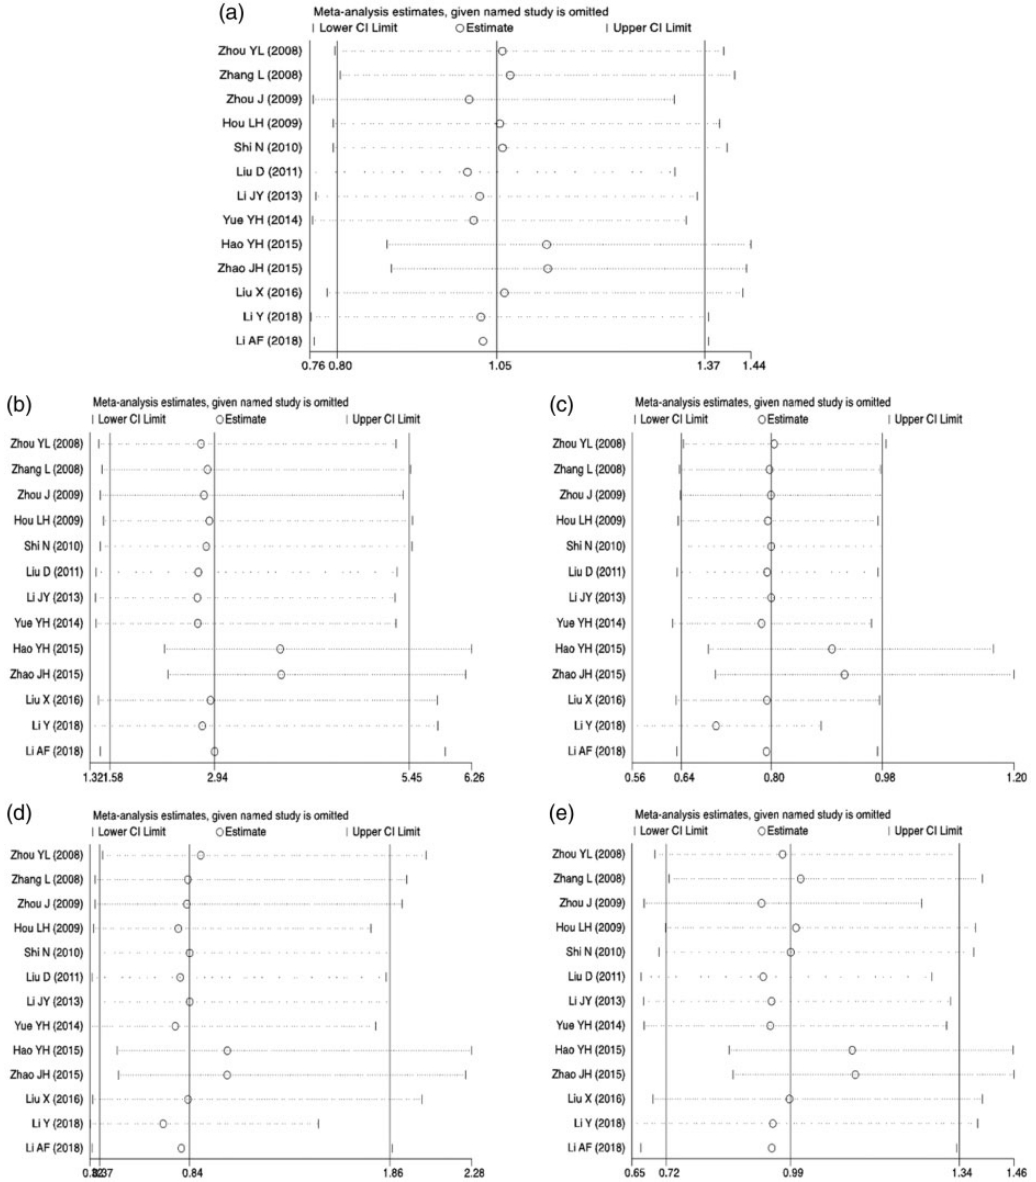 (a)
Meta-analysis estimates, given named study is omitted
| Lower CI Limit ○ Estimate | Upper CI Limit
Zhou YL (2008)
Zhang L (2008)
Zhou J (2009)
Hou LH (2009)
Shi N (2010)
Liu D (2011)
Li JY (2013)
Yue YH (2014)
Hao YH (2015)
Zhao JH (2015)
Liu X (2016)
Li Y (2018)
Li AF (2018)
0.76 0.80 1.05 1.37 1.44
(b)
Meta-analysis estimates, given named study is omitted
| Lower CI Limit ○ Estimate | Upper CI Limit
Zhou YL (2008)
Zhang L (2008)
Zhou J (2009)
Hou LH (2009)
Shi N (2010)
Liu D (2011)
Li JY (2013)
Yue YH (2014)
Hao YH (2015)
Zhao JH (2015)
Liu X (2016)
Li Y (2018)
Li AF (2018)
1.32 1.58 2.94 5.45 6.26
(c)
Meta-analysis estimates, given named study is omitted
| Lower CI Limit ○ Estimate | Upper CI Limit
Zhou YL (2008)
Zhang L (2008)
Zhou J (2009)
Hou LH (2009)
Shi N (2010)
Liu D (2011)
Li JY (2013)
Yue YH (2014)
Hao YH (2015)
Zhao JH (2015)
Liu X (2016)
Li Y (2018)
Li AF (2018)
0.56 0.64 0.80 0.98 1.20
(d)
Meta-analysis estimates, given named study is omitted
| Lower CI Limit ○ Estimate | Upper CI Limit
Zhou YL (2008)
Zhang L (2008)
Zhou J (2009)
Hou LH (2009)
Shi N (2010)
Liu D (2011)
Li JY (2013)
Yue YH (2014)
Hao YH (2015)
Zhao JH (2015)
Liu X (2016)
Li Y (2018)
Li AF (2018)
0.84 1.86 2.28
(e)
Meta-analysis estimates, given named study is omitted
| Lower CI Limit ○ Estimate | Upper CI Limit
Zhou YL (2008)
Zhang L (2008)
Zhou J (2009)
Hou LH (2009)
Shi N (2010)
Liu D (2011)
Li JY (2013)
Yue YH (2014)
Hao YH (2015)
Zhao JH (2015)
Liu X (2016)
Li Y (2018)
Li AF (2018)
0.65 0.72 0.99 1.34 1.46